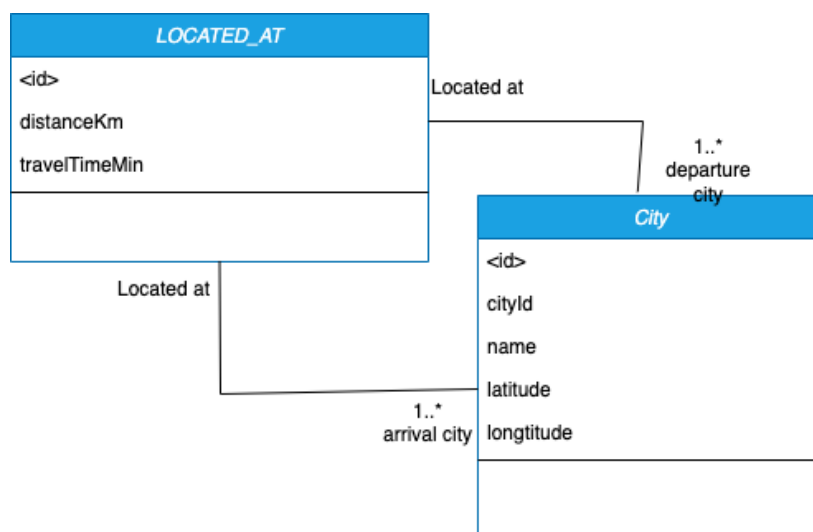 LOCATED_AT
<id>
distanceKm
travelTimeMin
Located at
1..*
departure
city
City
<id>
cityId
name
latitude
longtitude
Located at
1..*
arrival city